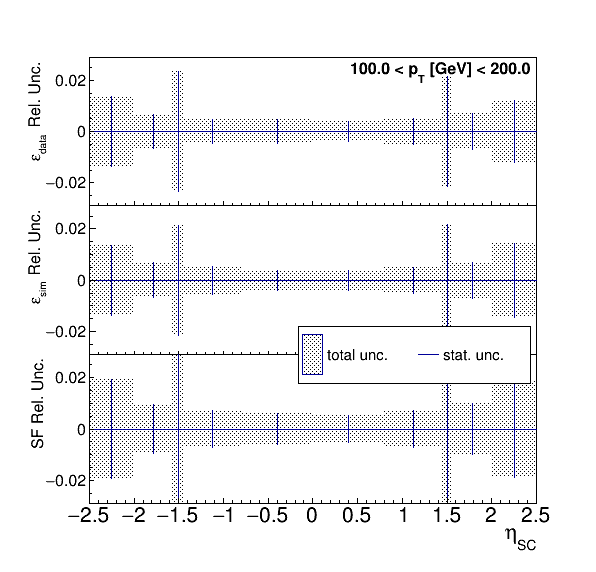 100.0 < p_T [GeV] < 200.0
ε_data Rel. Unc.
0.02
0
−0.02
ε_sim Rel. Unc.
0.02
0
−0.02
total unc. stat. unc.
SF Rel. Unc.
0.02
0
−0.02
−2.5 −2 −1.5 −1 −0.5 0 0.5 1 1.5 2 2.5
η_SC